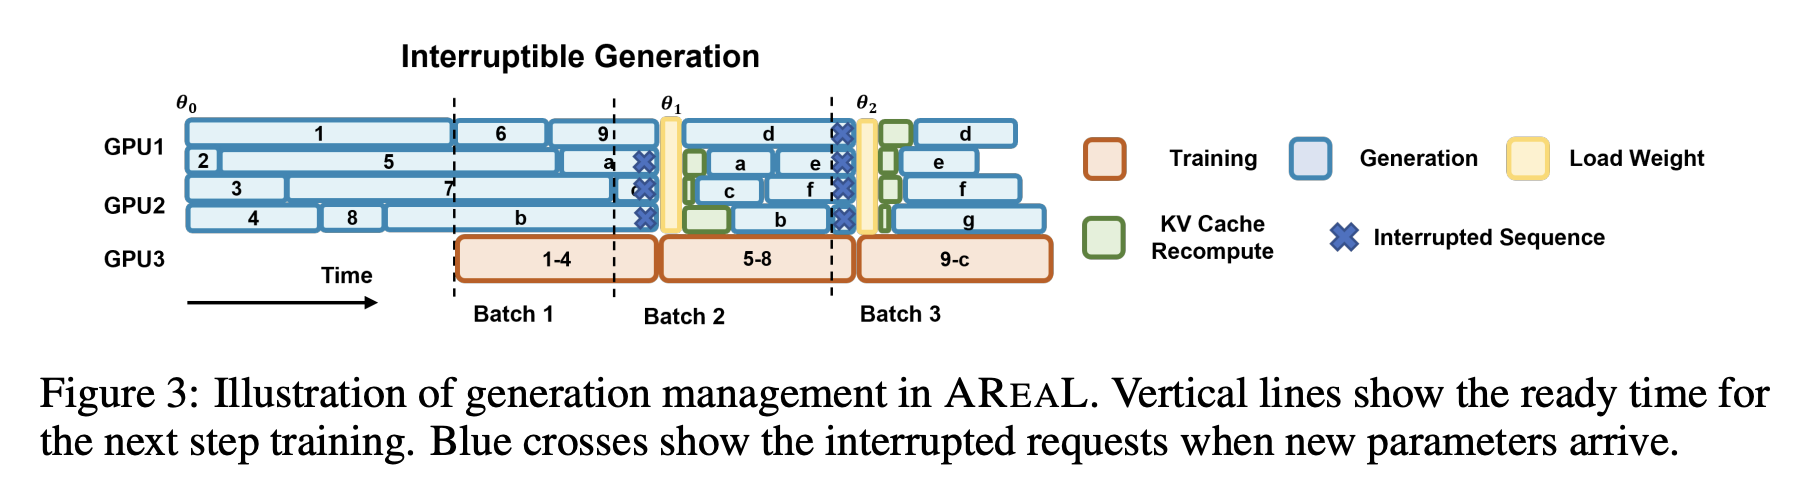 Interruptible Generation
θ0 θ1 θ2
GPU1 1 6 9 d d
2 5 a a e e
GPU2 3 7 c f f
4 8 b b g
GPU3 1-4 5-8 9-c
Time
Batch 1 Batch 2 Batch 3
Training Generation Load Weight
KV Cache
Recompute
Interrupted Sequence
Figure 3: Illustration of generation management in AREAL. Vertical lines show the ready time for
the next step training. Blue crosses show the interrupted requests when new parameters arrive.